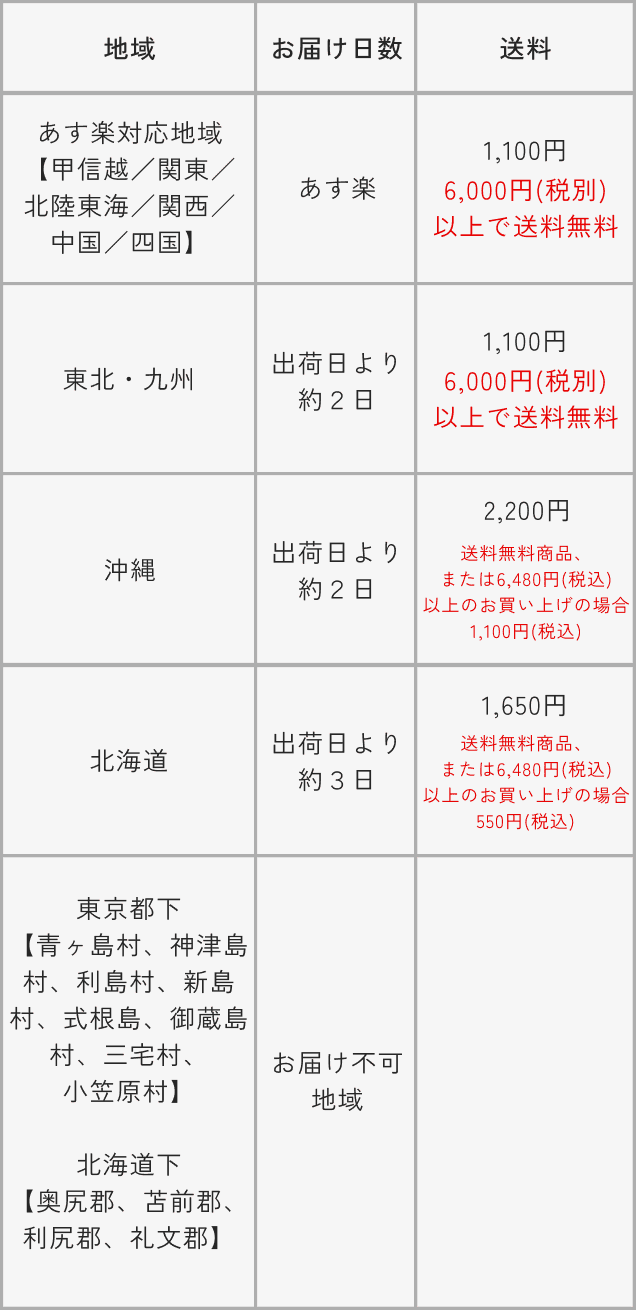 地域
お届け日数
送料
あす楽対応地域
【甲信越／関東／
北陸東海／関西／
中国／四国】
あす楽
1,100円
6,000円(税別)
以上で送料無料
東北・九州
出荷日より
約２日
1,100円
6,000円(税別)
以上で送料無料
沖縄
出荷日より
約２日
2,200円
送料無料商品、
または6,480円(税込)
以上のお買い上げの場合
1,100円(税込)
北海道
出荷日より
約３日
1,650円
送料無料商品、
または6,480円(税込)
以上のお買い上げの場合
550円(税込)
東京都下
【青ヶ島村、神津島
村、利島村、新島
村、式根島、御蔵島
村、三宅村、
小笠原村】
北海道下
【奥尻郡、苫前郡、
利尻郡、礼文郡】
お届け不可
地域